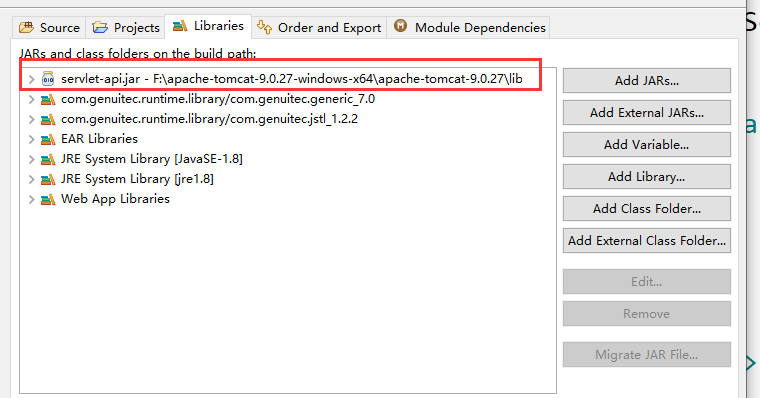 Source Projects Libraries Order and Export Module Dependencies
JARs and class folders on the build path:
servlet-api.jar - F:\apache-tomcat-9.0.27-windows-x64\apache-tomcat-9.0.27\lib
com.genuitec.runtime.library/com.genuitec.generic_7.0
com.genuitec.runtime.library/com.genuitec.jstl_1.2.2
EAR Libraries
JRE System Library [JavaSE-1.8]
JRE System Library [jre1.8]
Web App Libraries
Add JARs...
Add External JARs...
Add Variable...
Add Library...
Add Class Folder...
Add External Class Folder...
Edit...
Remove
Migrate JAR File...